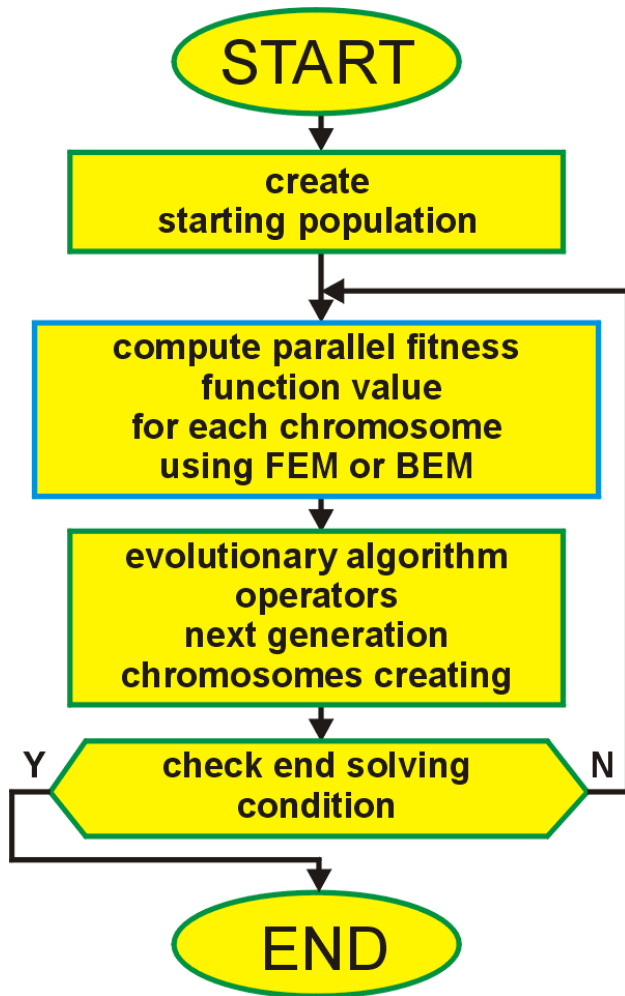 START
create
starting population
compute parallel fitness
function value
for each chromosome
using FEM or BEM
evolutionary algorithm
operators
next generation
chromosomes creating
Y
check end solving
condition
N
END